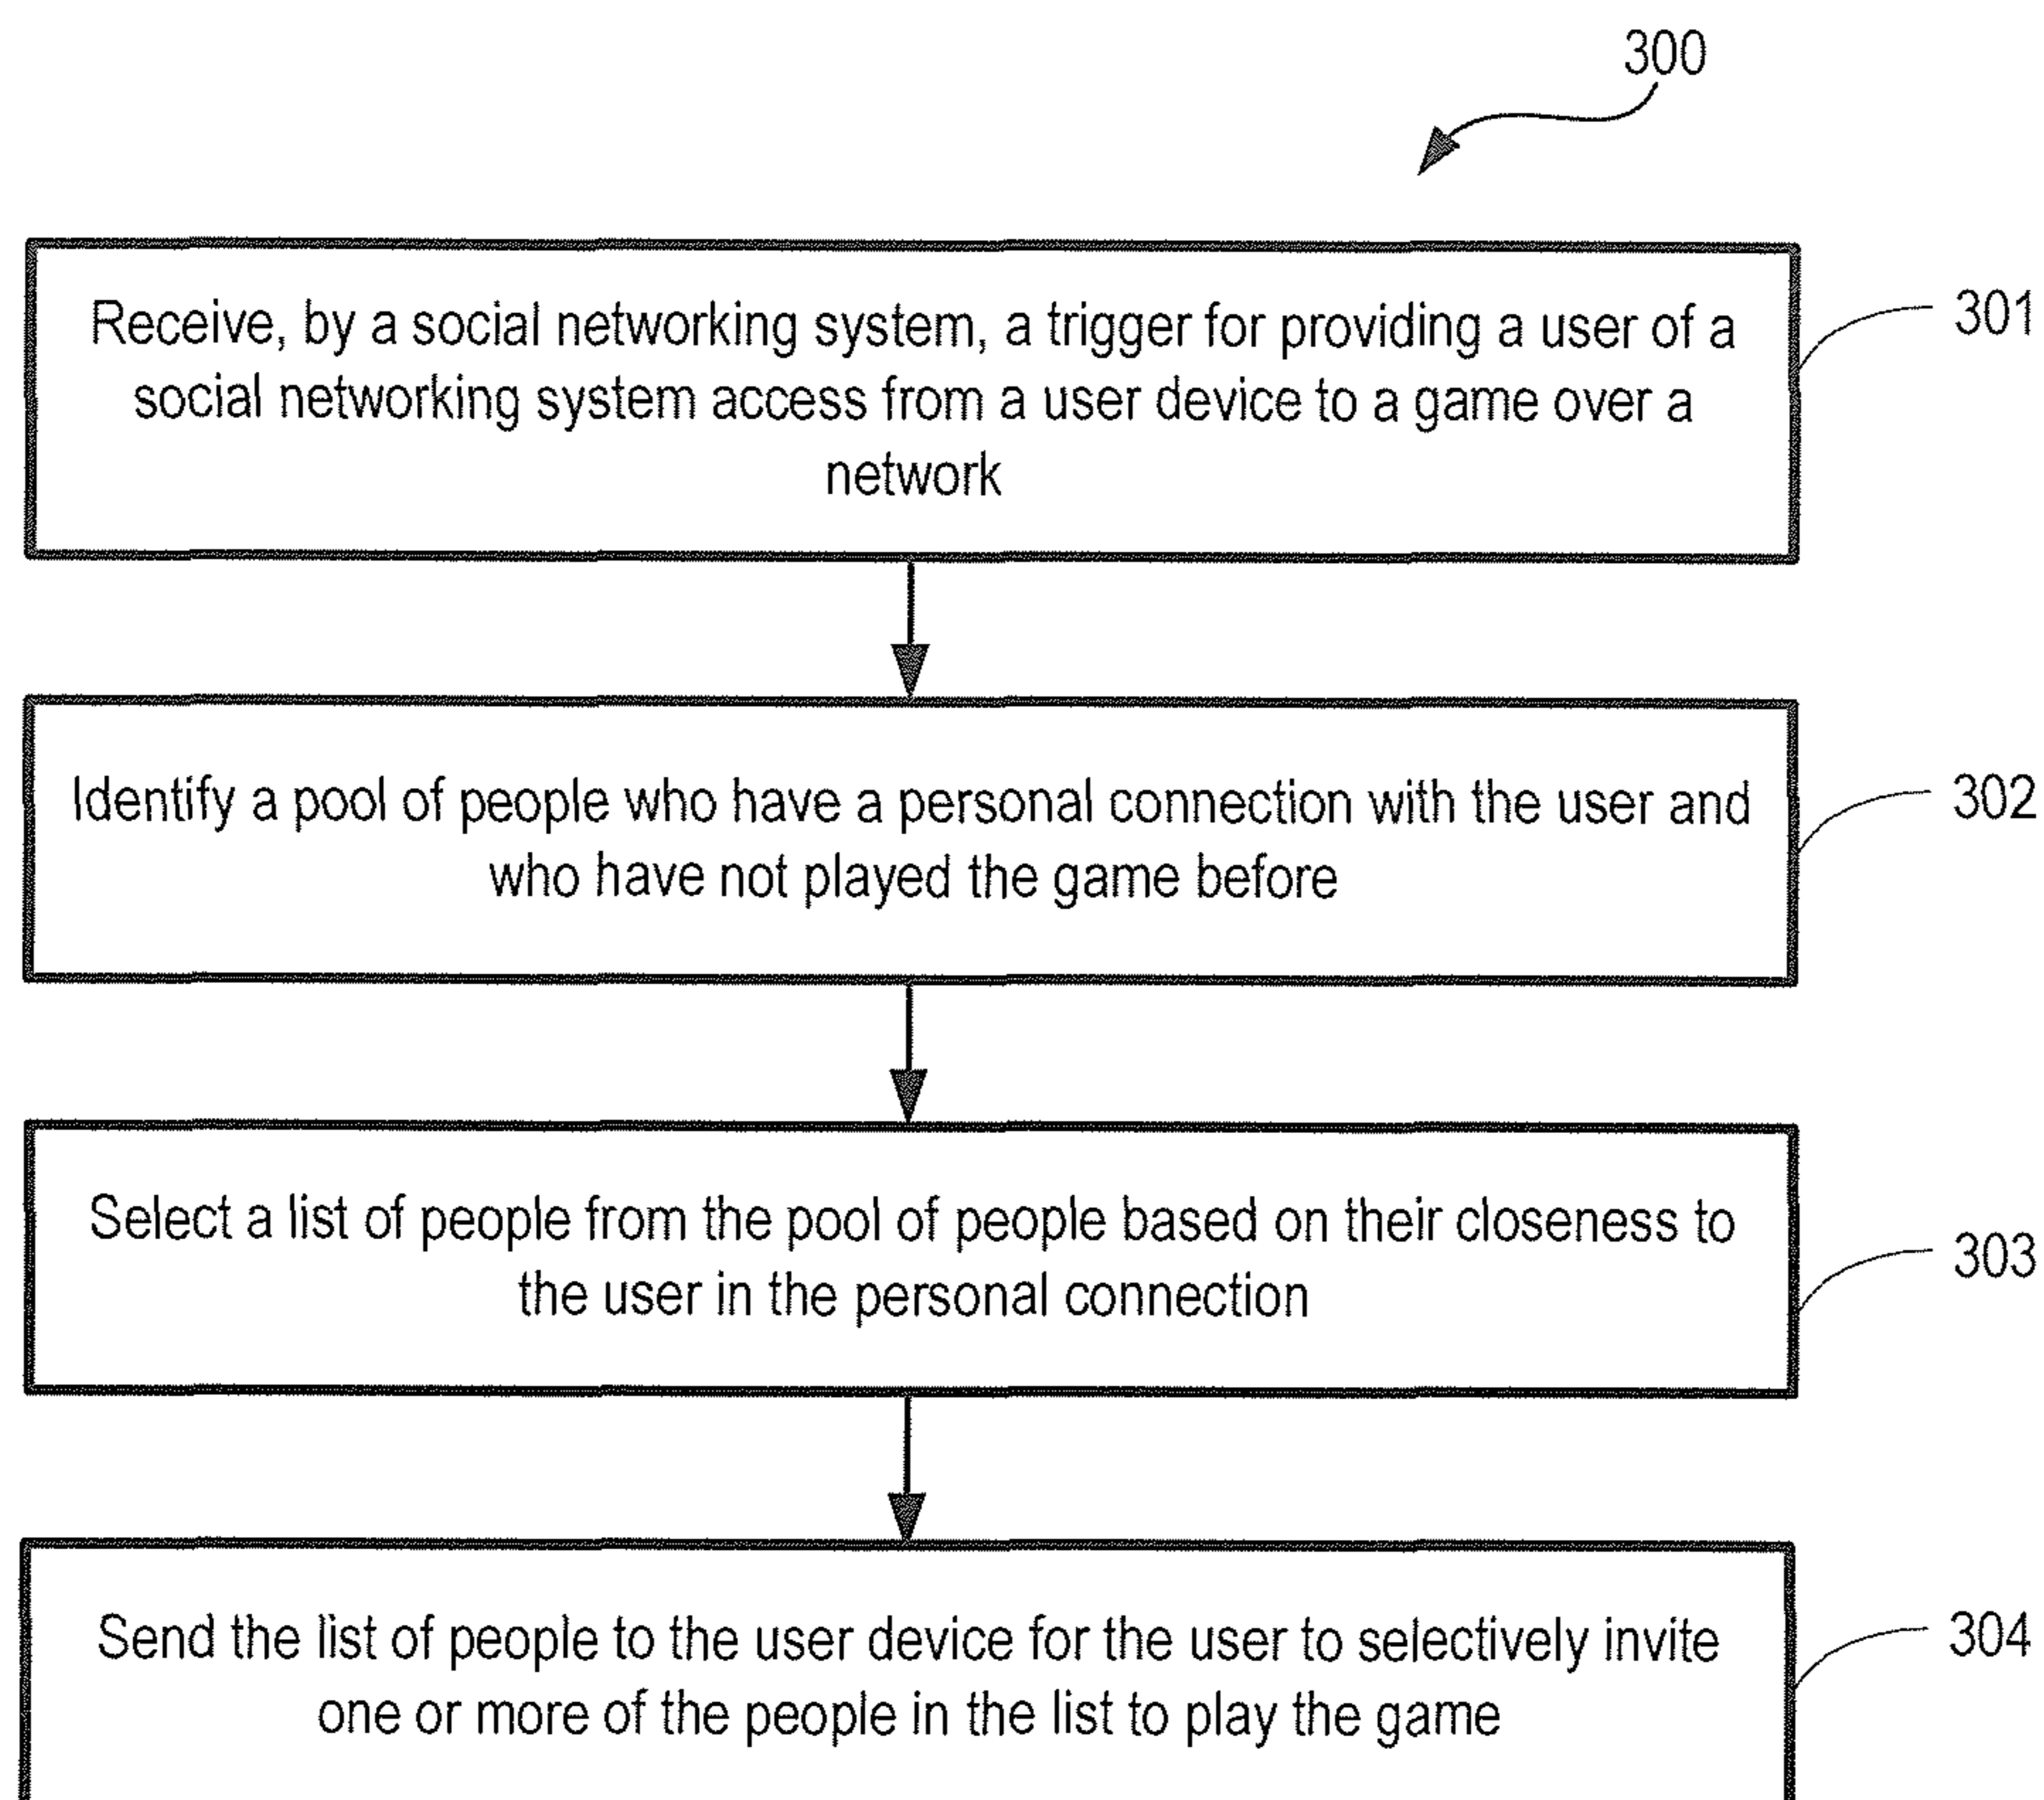 300
Receive, by a social networking system, a trigger for providing a user of a
social networking system access from a user device to a game over a
network
301
Identify a pool of people who have a personal connection with the user and
who have not played the game before
302
Select a list of people from the pool of people based on their closeness to
the user in the personal connection
303
Send the list of people to the user device for the user to selectively invite
one or more of the people in the list to play the game
304